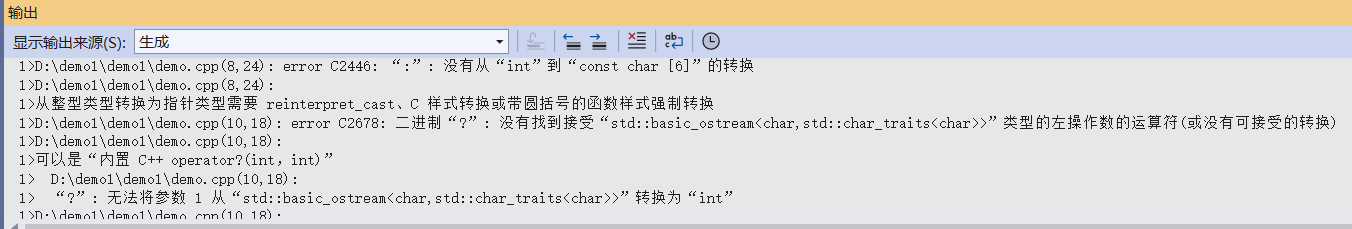 输出
显示输出来源(S): 生成
1>D:\demo1\demo1\demo.cpp(8,24): error C2446: “:”: 没有从“int”到“const char [6]”的转换
1>D:\demo1\demo1\demo.cpp(8,24):
1>从整型类型转换为指针类型需要 reinterpret_cast、C 样式转换或带圆括号的函数样式强制转换
1>D:\demo1\demo1\demo.cpp(10,18): error C2678: 二进制“?”: 没有找到接受“std::basic_ostream<char,std::char_traits<char>>”类型的左操作数的运算符(或没有可接受的转换)
1>D:\demo1\demo1\demo.cpp(10,18):
1>可以是“内置 C++ operator?(int, int)”
1>  D:\demo1\demo1\demo.cpp(10,18):
1>  “?”: 无法将参数 1 从“std::basic_ostream<char,std::char_traits<char>>”转换为“int”
1>D:\demo1\demo1\demo.cpp(10,18):